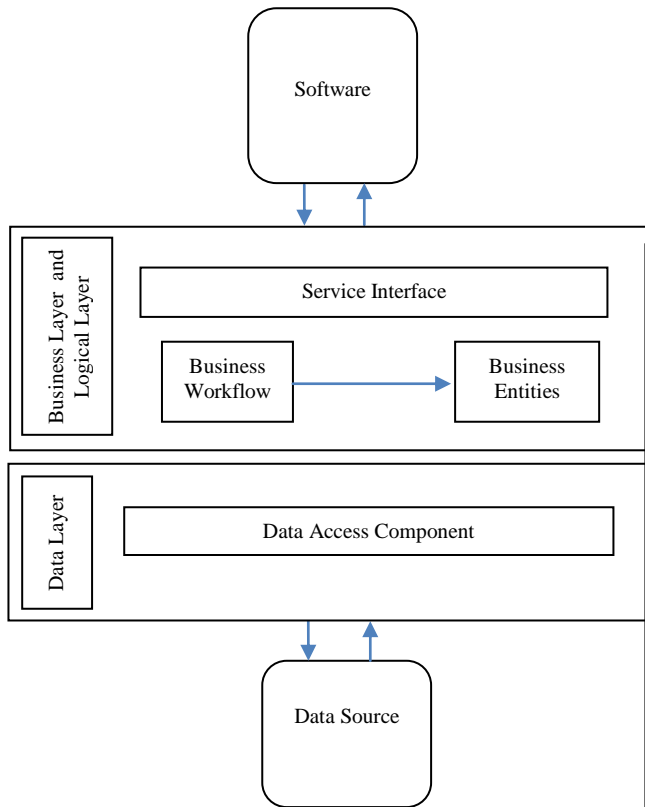 Software
Business Layer and
Logical Layer
Service Interface
Business
Workflow
Business
Entities
Data Layer
Data Access Component
Data Source